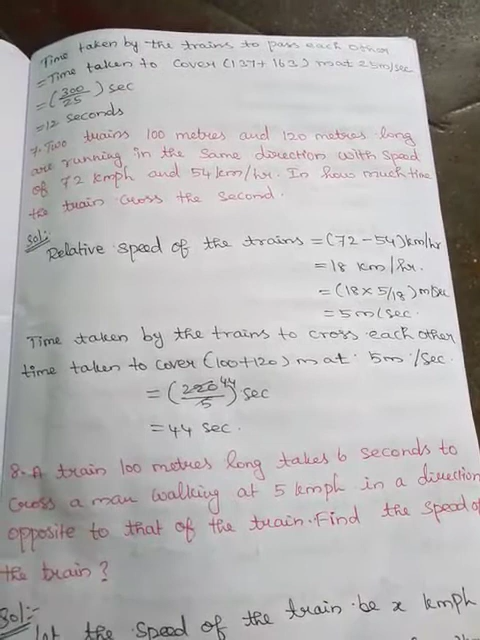 Time taken by the trains to pass each other
= Time taken to cover (137+163) m at 25m/sec
= (300/25) sec
= 12 seconds
7. Two trains 100 metres and 120 metres long
are running in the same direction with speed
of 72 kmph and 54 km/hr. In how much time
the train cross the second.
Sol:-
Relative speed of the trains = (72-54) km/hr
= 18 km/hr.
= (18 x 5/18) m/sec
= 5m/sec.
Time taken by the trains to cross each other
time taken to cover (100+120) m at 5m/sec.
= (220/5 44) sec
= 44 sec.
8. A train 100 metres long takes 6 seconds to
cross a man walking at 5 kmph in a direction
opposite to that of the train. Find the speed of
the train?
Sol:-
let the speed of the train be x kmph